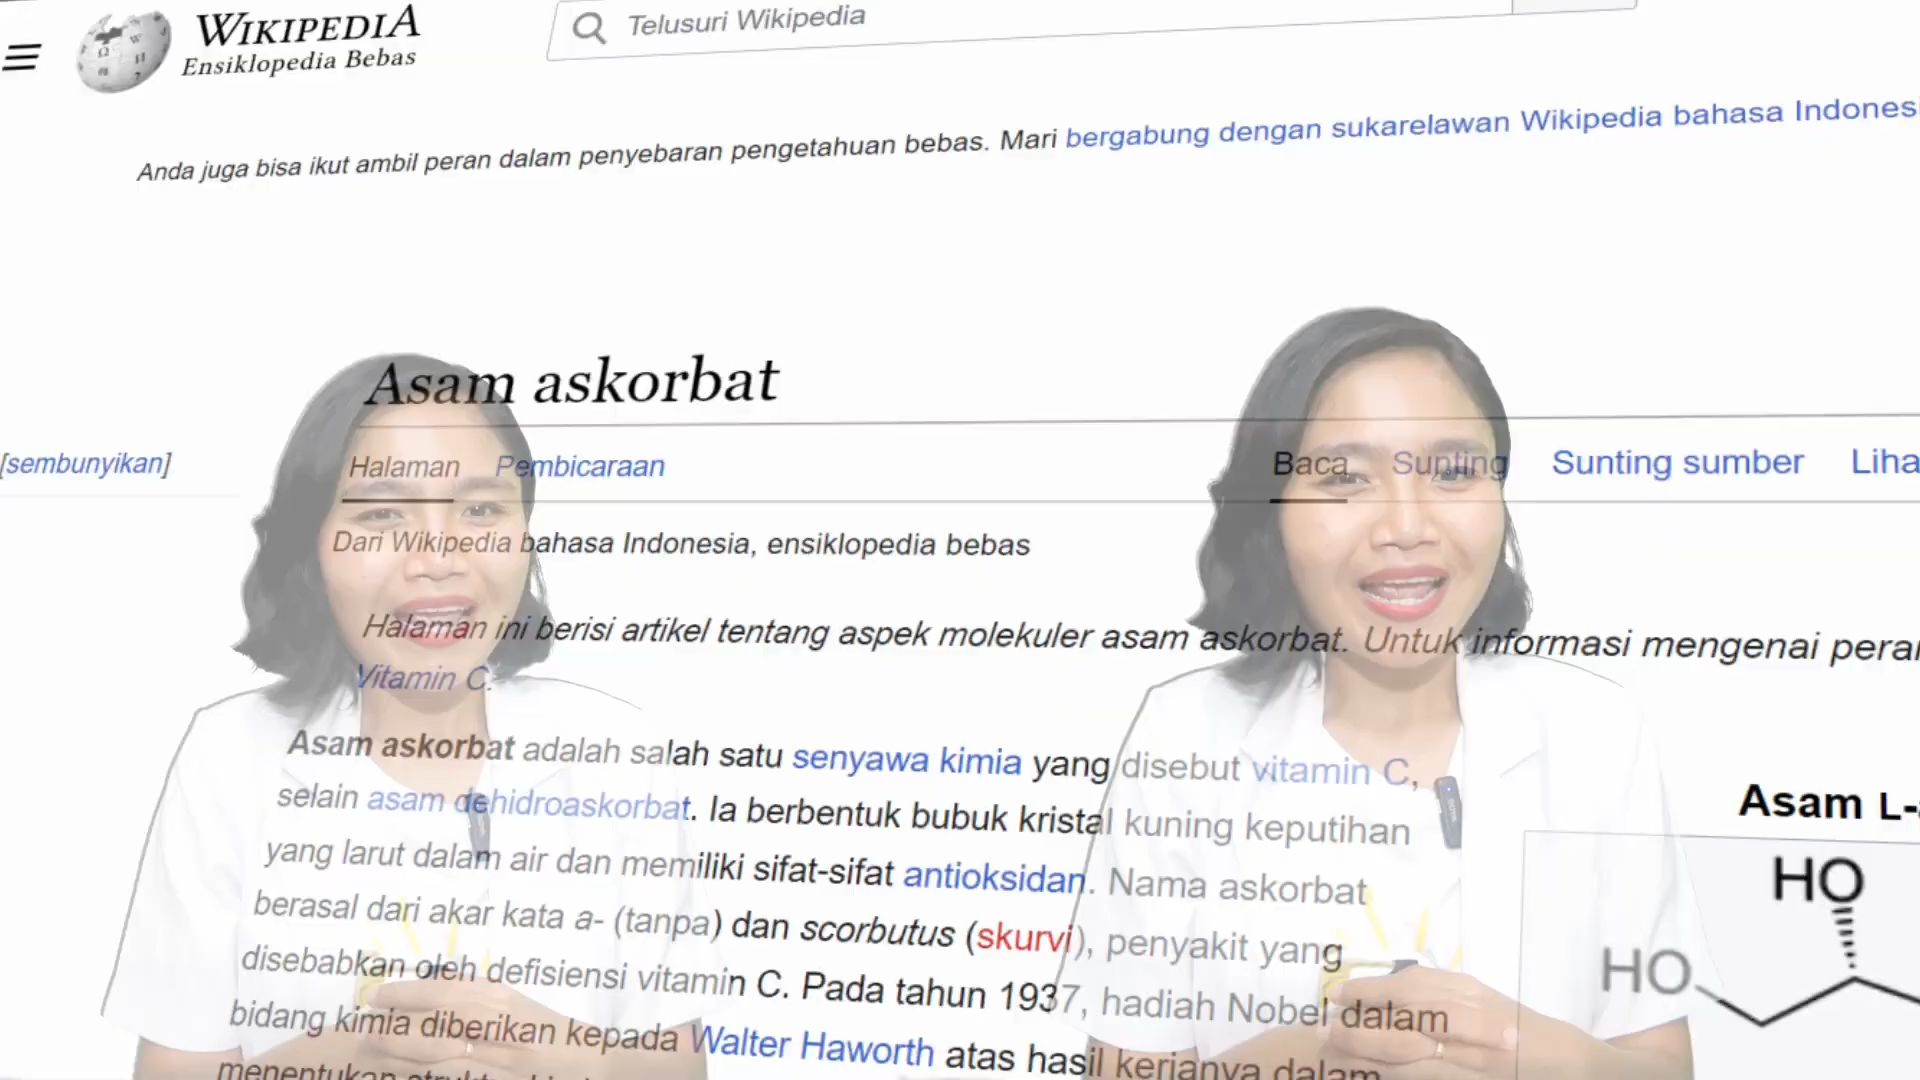 WIKIPEDIA
Ensiklopedia Bebas
Telusuri Wikipedia
Anda juga bisa ikut ambil peran dalam penyebaran pengetahuan bebas. Mari bergabung dengan sukarelawan Wikipedia bahasa
Asam askorbat
[sembunyikan]
Halaman Pembicaraan
Baca Sunting Sunting sumber
Dari Wikipedia bahasa Indonesia, ensiklopedia bebas
Halaman ini berisi artikel tentang aspek molekuler asam askorbat. Untuk informasi mengenai
Vitamin C.
Asam askorbat adalah salah satu senyawa kimia yang disebut vitamin C,
selain asam dehidroaskorbat. Ia berbentuk bubuk kristal kuning keputihan
yang larut dalam air dan memiliki sifat-sifat antioksidan. Nama askorbat
berasal dari akar kata a- (tanpa) dan scorbutus (skurvi), penyakit yang
disebabkan oleh defisiensi vitamin C. Pada tahun 1937, hadiah Nobel dalam
bidang kimia diberikan kepada Walter Haworth atas hasil kerjanya dalam
menentukan
Asam L-
HO
HO